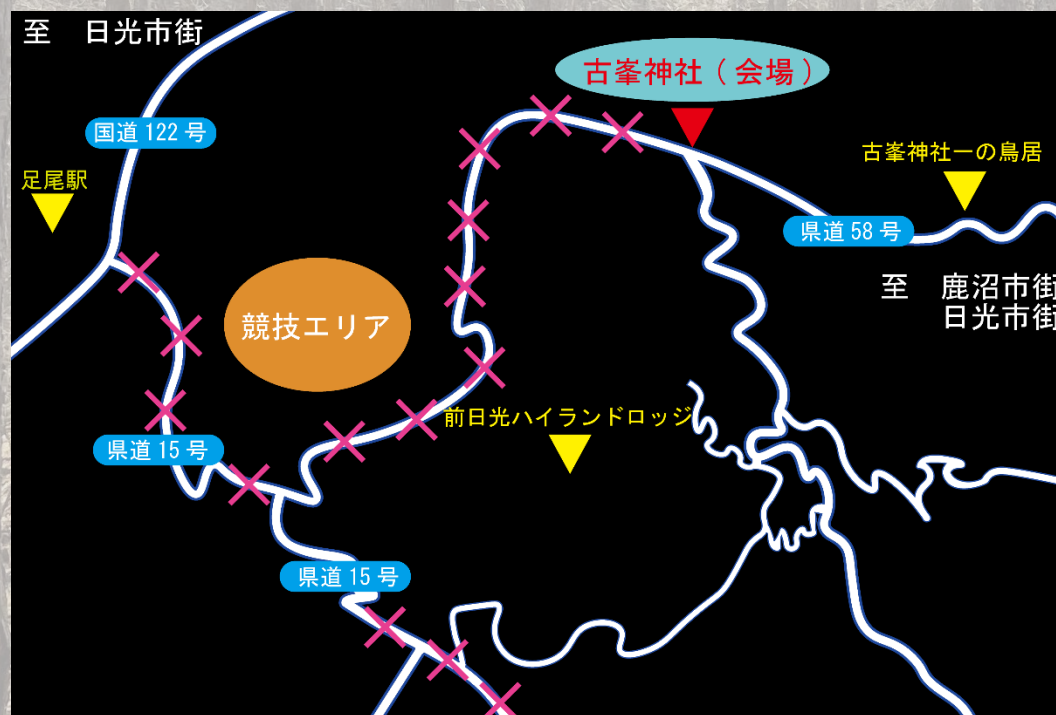 至　日光市街
古峯神社（会場）
国道 122 号
古峯神社一の鳥居
足尾駅
県道 58 号
至　鹿沼市街
日光市街
競技エリア
前日光ハイランドロッジ
県道 15 号
県道 15 号